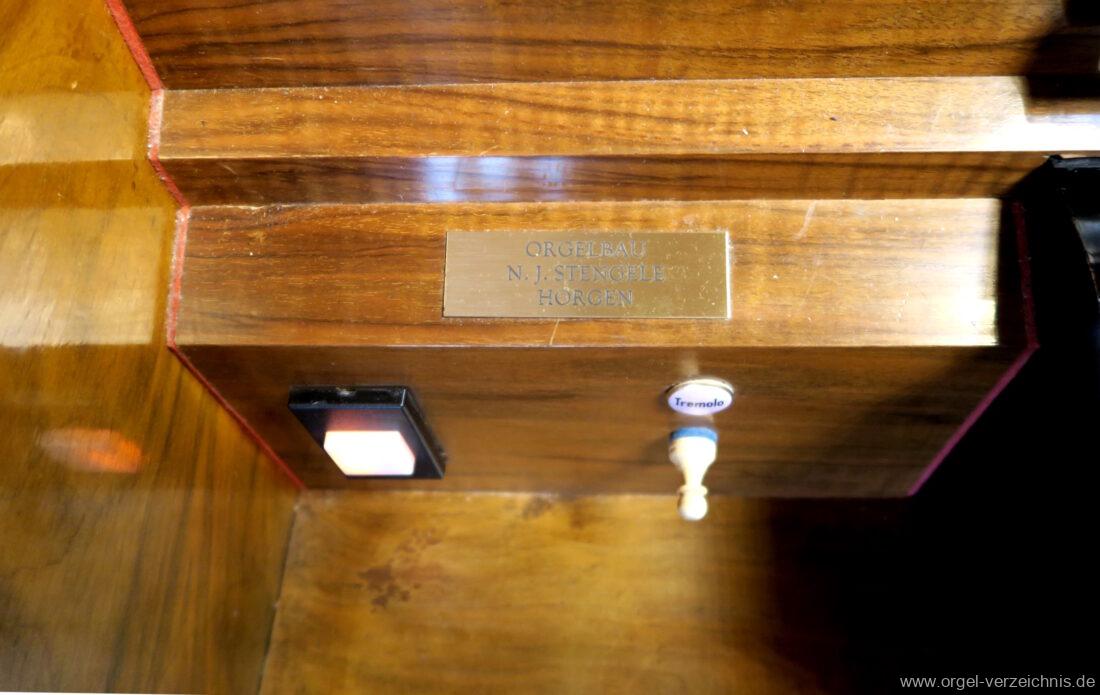 ORGELBAU
N. J. STENGELE
HORGEN
Tremolo
www.orgel-verzeichnis.de